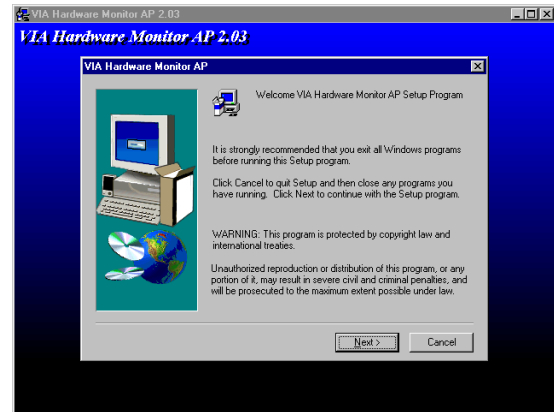 VIA Hardware Monitor AP 2.03
VIA Hardware Monitor AP 2.03
VIA Hardware Monitor AP
Welcome VIA Hardware Monitor AP Setup Program
It is strongly recommended that you exit all Windows programs
before running this Setup program.
Click Cancel to quit Setup and then close any programs you
have running. Click Next to continue with the Setup program.
WARNING: This program is protected by copyright law and
international treaties.
Unauthorized reproduction or distribution of this program, or any
portion of it, may result in severe civil and criminal penalties, and
will be prosecuted to the maximum extent possible under law.
Next >
Cancel